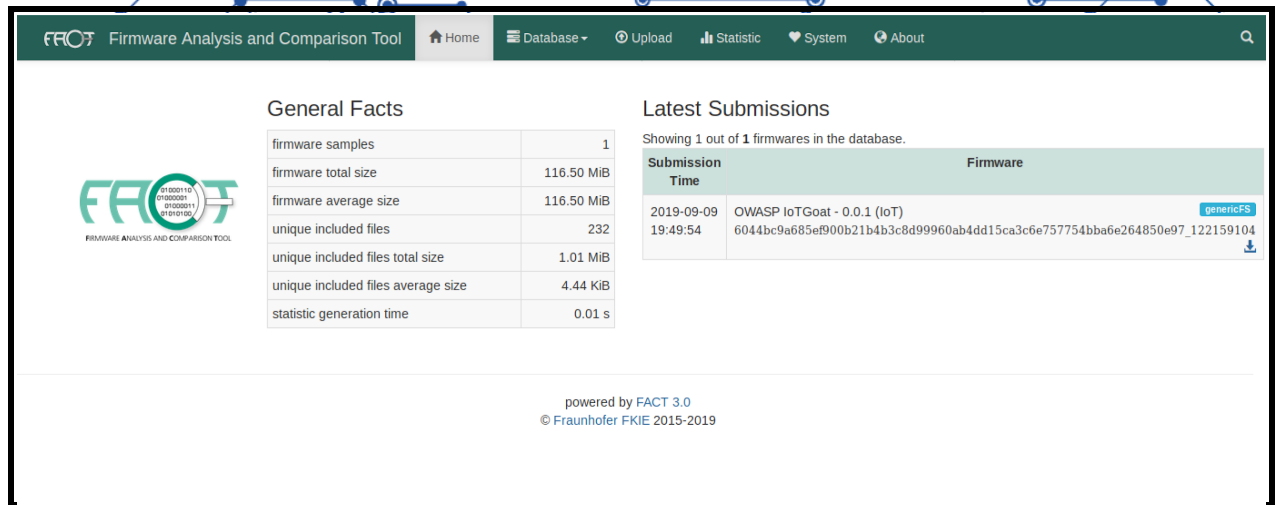 FACT Firmware Analysis and Comparison Tool Home Database Upload Statistic System About
General Facts
firmware samples 1
firmware total size 116.50 MiB
firmware average size 116.50 MiB
unique included files 232
unique included files total size 1.01 MiB
unique included files average size 4.44 KiB
statistic generation time 0.01 s
FACT
01000110
01000001
01000011
01010100
FIRMWARE ANALYSIS AND COMPARISON TOOL
Latest Submissions
Showing 1 out of 1 firmwares in the database.
Submission Time Firmware
2019-09-09 OWASP IoTGoat - 0.0.1 (IoT) genericFS
19:49:54 6044bc9a685ef900b21b4b3c8d99960ab4dd15ca3c6e757754bba6e264850e97_122159104
powered by FACT 3.0
© Fraunhofer FKIE 2015-2019